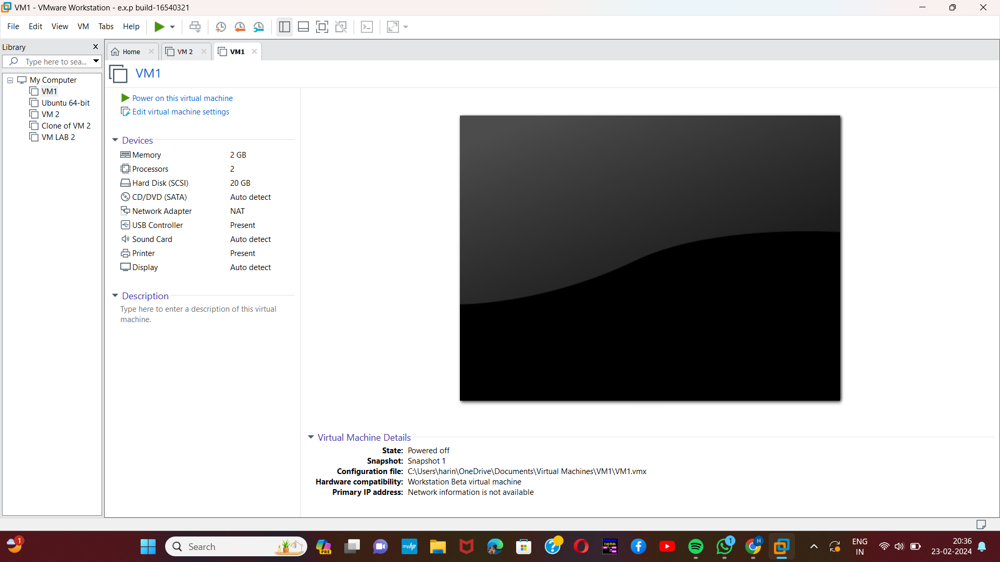 VM1 - VMware Workstation - e.x.p build-16540321
File Edit View VM Tabs Help
Library
Type here to sea...
Home VM 2 VM1
VM1
My Computer
VM1
Ubuntu 64-bit
VM 2
Clone of VM 2
VM LAB 2
Power on this virtual machine
Edit virtual machine settings
Devices
Memory 2 GB
Processors 2
Hard Disk (SCSI) 20 GB
CD/DVD (SATA) Auto detect
Network Adapter NAT
USB Controller Present
Sound Card Auto detect
Printer Present
Display Auto detect
Description
Type here to enter a description of this virtual
machine.
Virtual Machine Details
State: Powered off
Snapshot: Snapshot 1
Configuration file: C:\Users\harin\OneDrive\Documents\Virtual Machines\VM1\VM1.vmx
Hardware compatibility: Workstation Beta virtual machine
Primary IP address: Network information is not available
1
Search
PRE
myhp
DATA
1
H
ENG
IN
20:36
23-02-2024